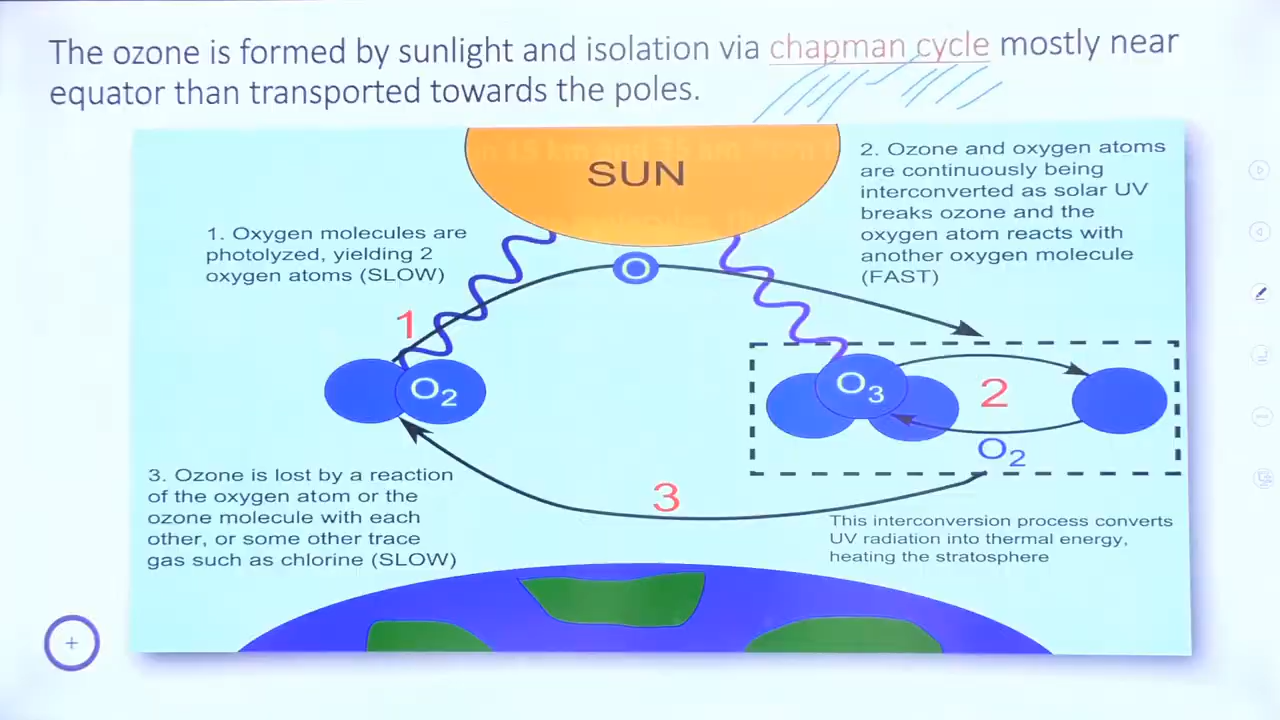 The ozone is formed by sunlight and isolation via chapman cycle mostly near
equator than transported towards the poles.
SUN
2. Ozone and oxygen atoms
are continuously being
interconverted as solar UV
breaks ozone and the
oxygen atom reacts with
another oxygen molecule
(FAST)
1. Oxygen molecules are
photolyzed, yielding 2
oxygen atoms (SLOW)
O
1
O2
O3
2
O2
3. Ozone is lost by a reaction
of the oxygen atom or the
ozone molecule with each
other, or some other trace
gas such as chlorine (SLOW)
3
This interconversion process converts
UV radiation into thermal energy,
heating the stratosphere